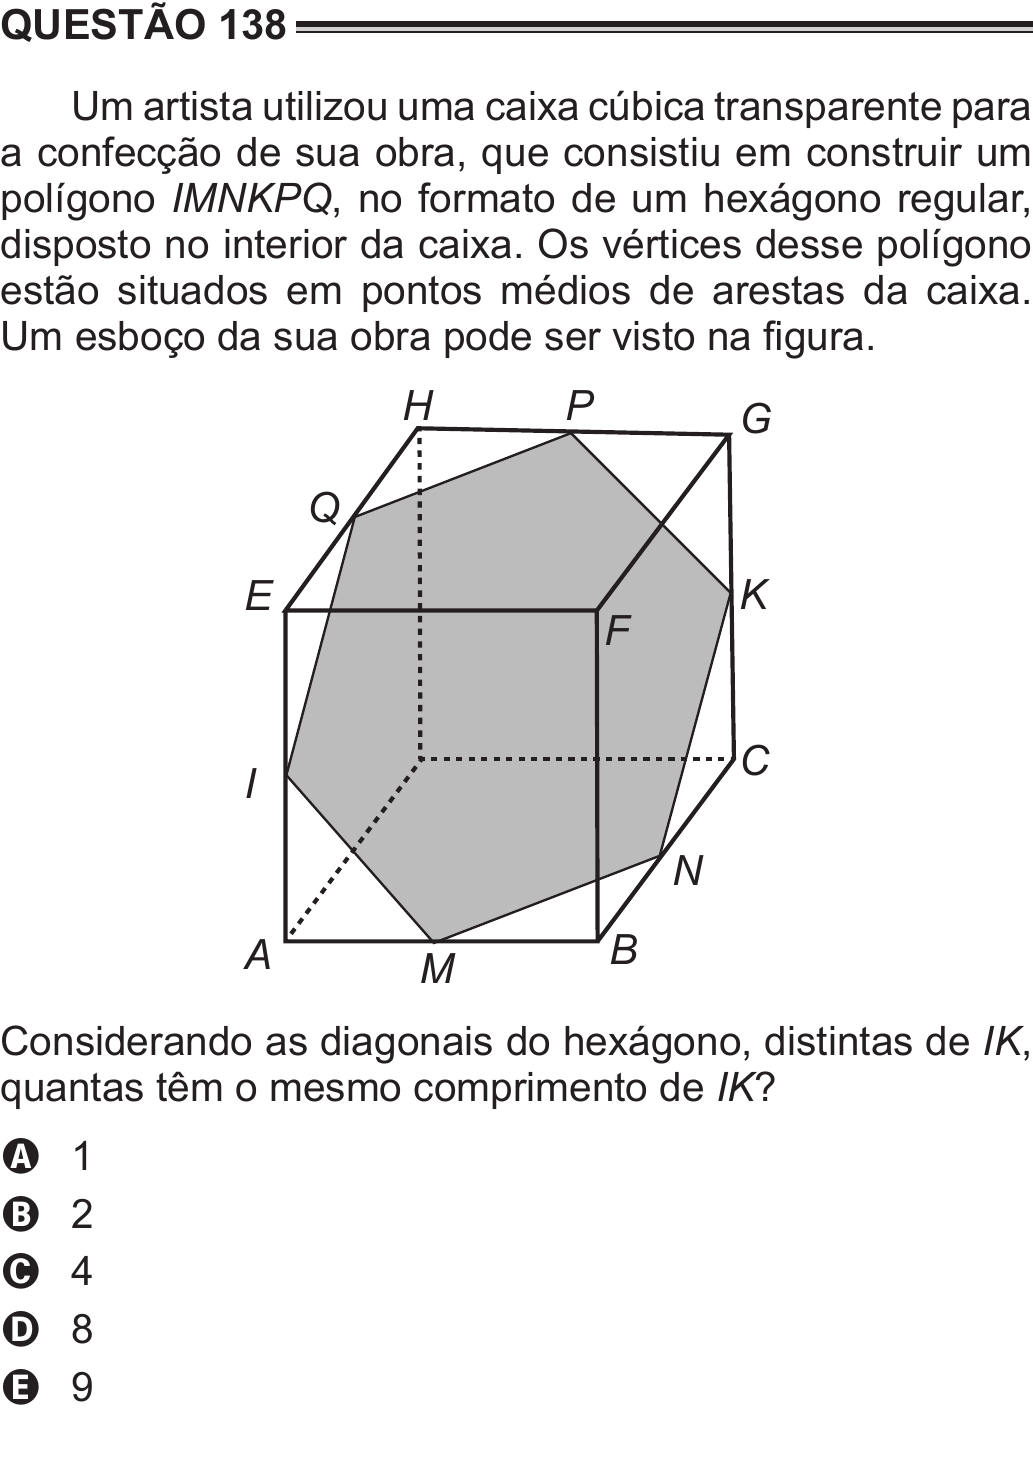 QUESTÃO 138
Um artista utilizou uma caixa cúbica transparente para
a confecção de sua obra, que consistiu em construir um
polígono IMNKPQ, no formato de um hexágono regular,
disposto no interior da caixa. Os vértices desse polígono
estão situados em pontos médios de arestas da caixa.
Um esboço da sua obra pode ser visto na figura.
H P G
Q
E K
F
I C
N
A M B
Considerando as diagonais do hexágono, distintas de IK,
quantas têm o mesmo comprimento de IK?
A 1
B 2
C 4
D 8
E 9